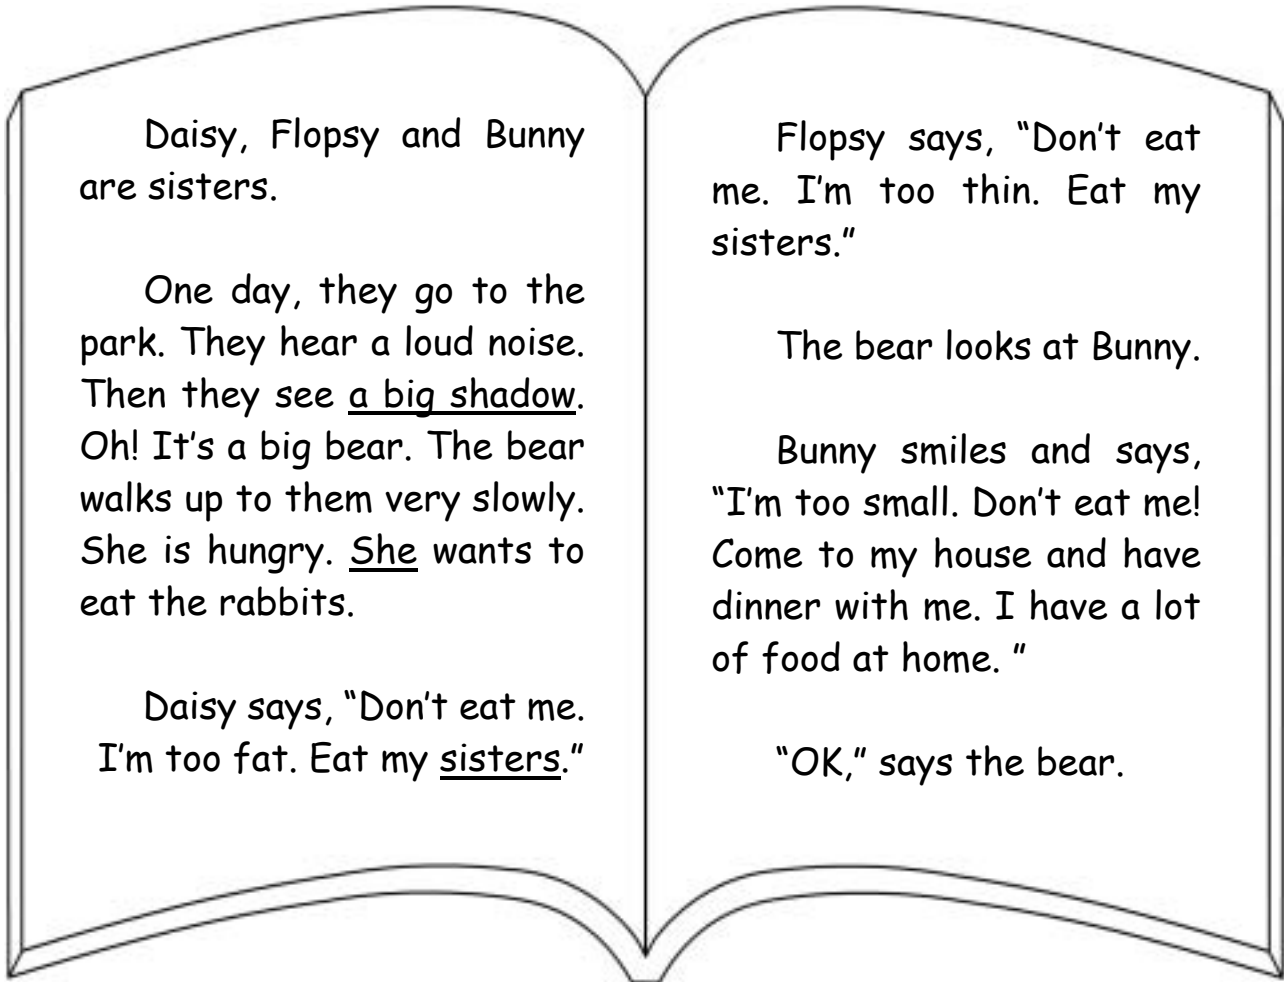 Daisy, Flopsy and Bunny
are sisters.
One day, they go to the
park. They hear a loud noise.
Then they see a big shadow.
Oh! It's a big bear. The bear
walks up to them very slowly.
She is hungry. She wants to
eat the rabbits.
Daisy says, “Don't eat me.
I'm too fat. Eat my sisters.”
Flopsy says, “Don't eat
me. I'm too thin. Eat my
sisters.”
The bear looks at Bunny.
Bunny smiles and says,
“I'm too small. Don't eat me!
Come to my house and have
dinner with me. I have a lot
of food at home. ”
“OK,” says the bear.